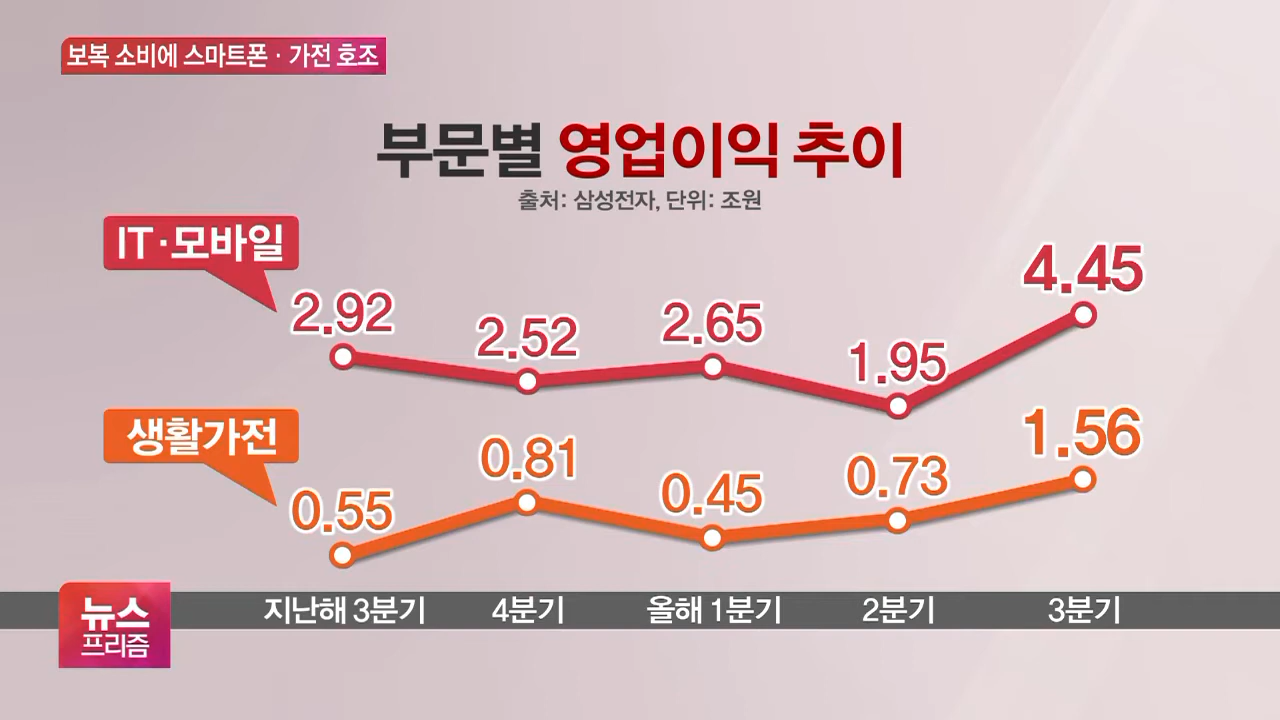 보복 소비에 스마트폰· 가전 호조
부문별 영업이익 추이
출처: 삼성전자, 단위: 조원
IT·모바일
2.92
2.52
2.65
1.95
4.45
생활가전
0.55
0.81
0.45
0.73
1.56
지난해 3분기
4분기
올해 1분기
2분기
3분기
뉴스
프리즘